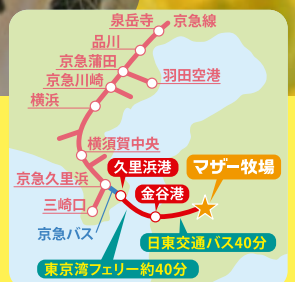 泉岳寺
京急線
品川
京急蒲田
羽田空港
京急川崎
横浜
横須賀中央
久里浜港
マザー牧場
京急久里浜
金谷港
三崎口
京急バス
日東交通バス40分
東京湾フェリー約40分